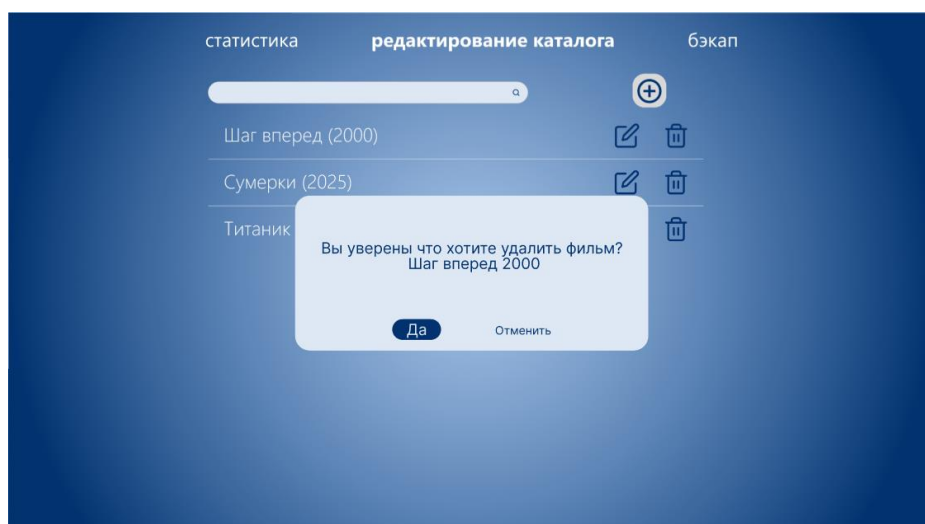 статистика редактирование каталога бэкап
Шаг вперед (2000)
Сумерки (2025)
Титаник
Вы уверены что хотите удалить фильм?
Шаг вперед 2000
Да Отменить